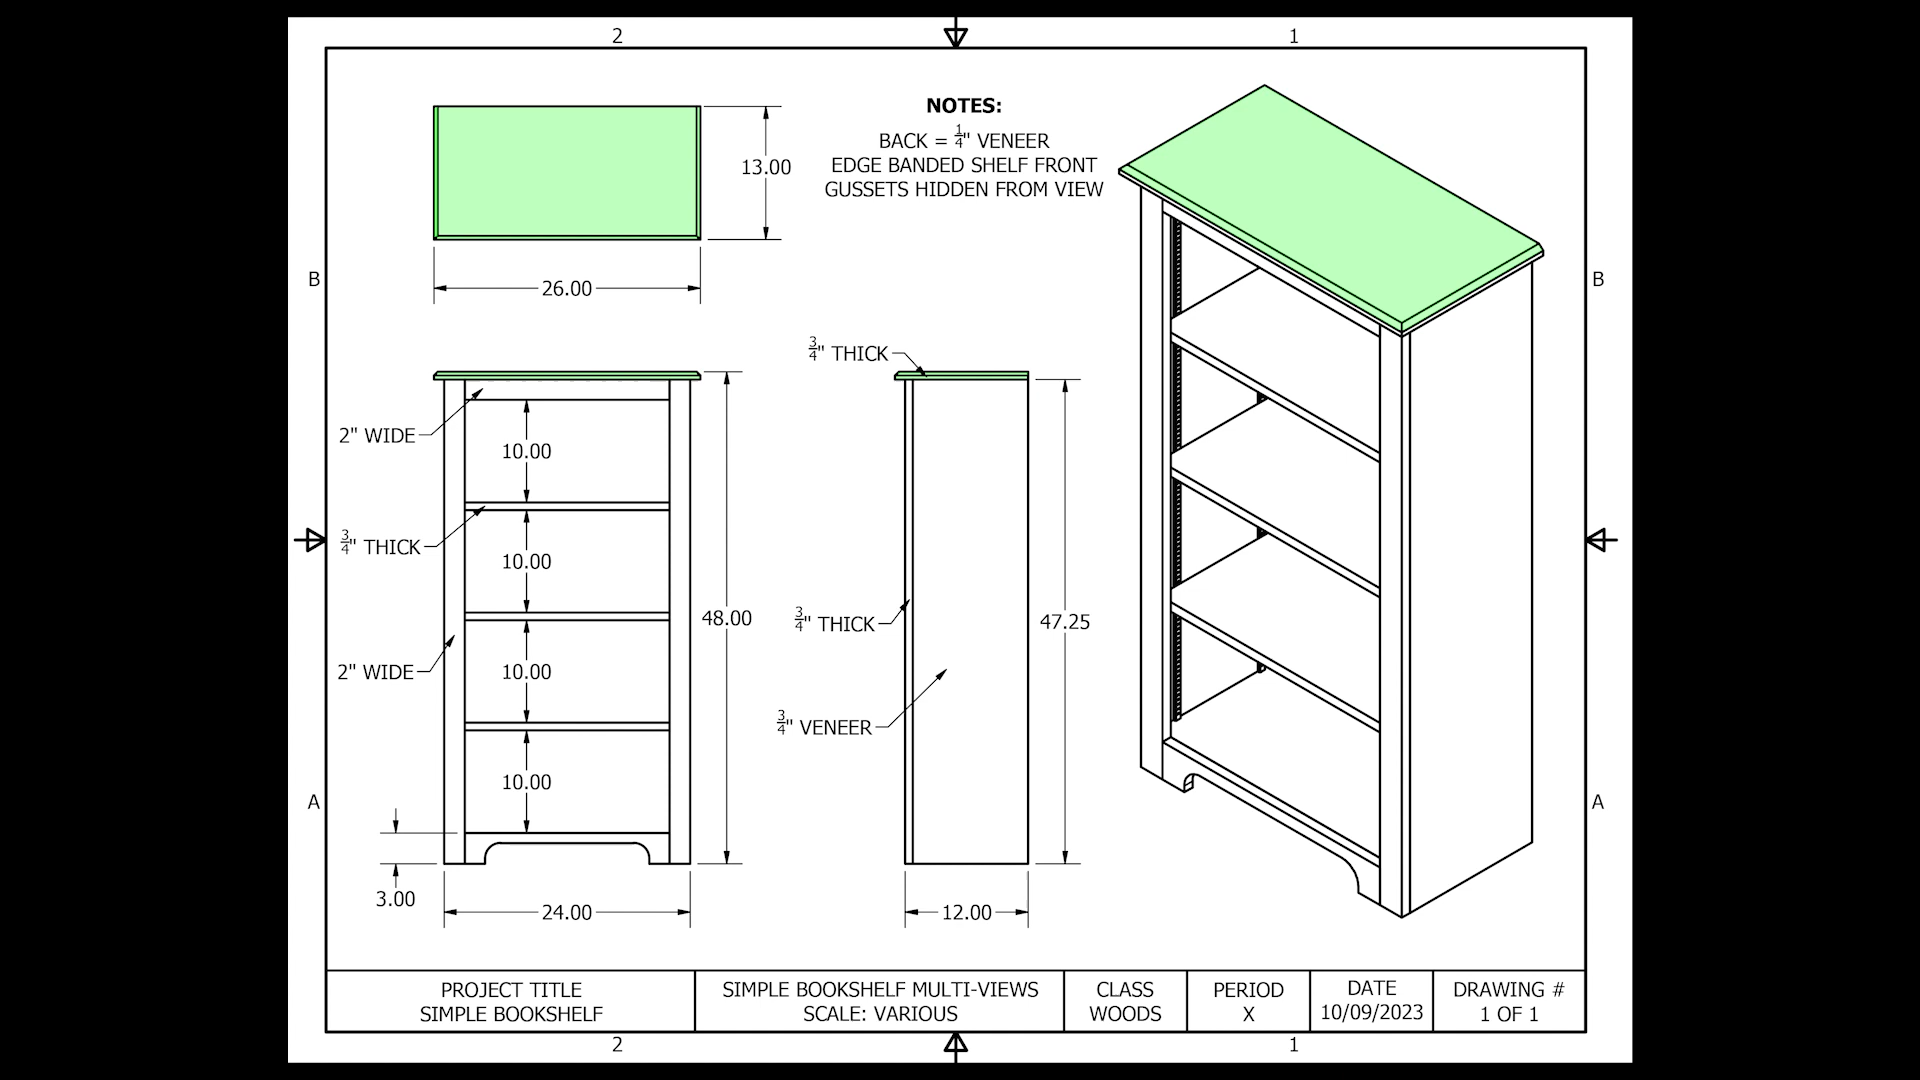 2
1
NOTES:
BACK = 1/4" VENEER
EDGE BANDED SHELF FRONT
GUSSETS HIDDEN FROM VIEW
13.00
26.00
B
B
3/4" THICK
2" WIDE
10.00
3/4" THICK
10.00
48.00
3/4" THICK
47.25
2" WIDE
10.00
3/4" VENEER
10.00
A
A
3.00
24.00
12.00
PROJECT TITLE
SIMPLE BOOKSHELF
SIMPLE BOOKSHELF MULTI-VIEWS
SCALE: VARIOUS
CLASS
WOODS
PERIOD
X
DATE
10/09/2023
DRAWING #
1 OF 1
2
1